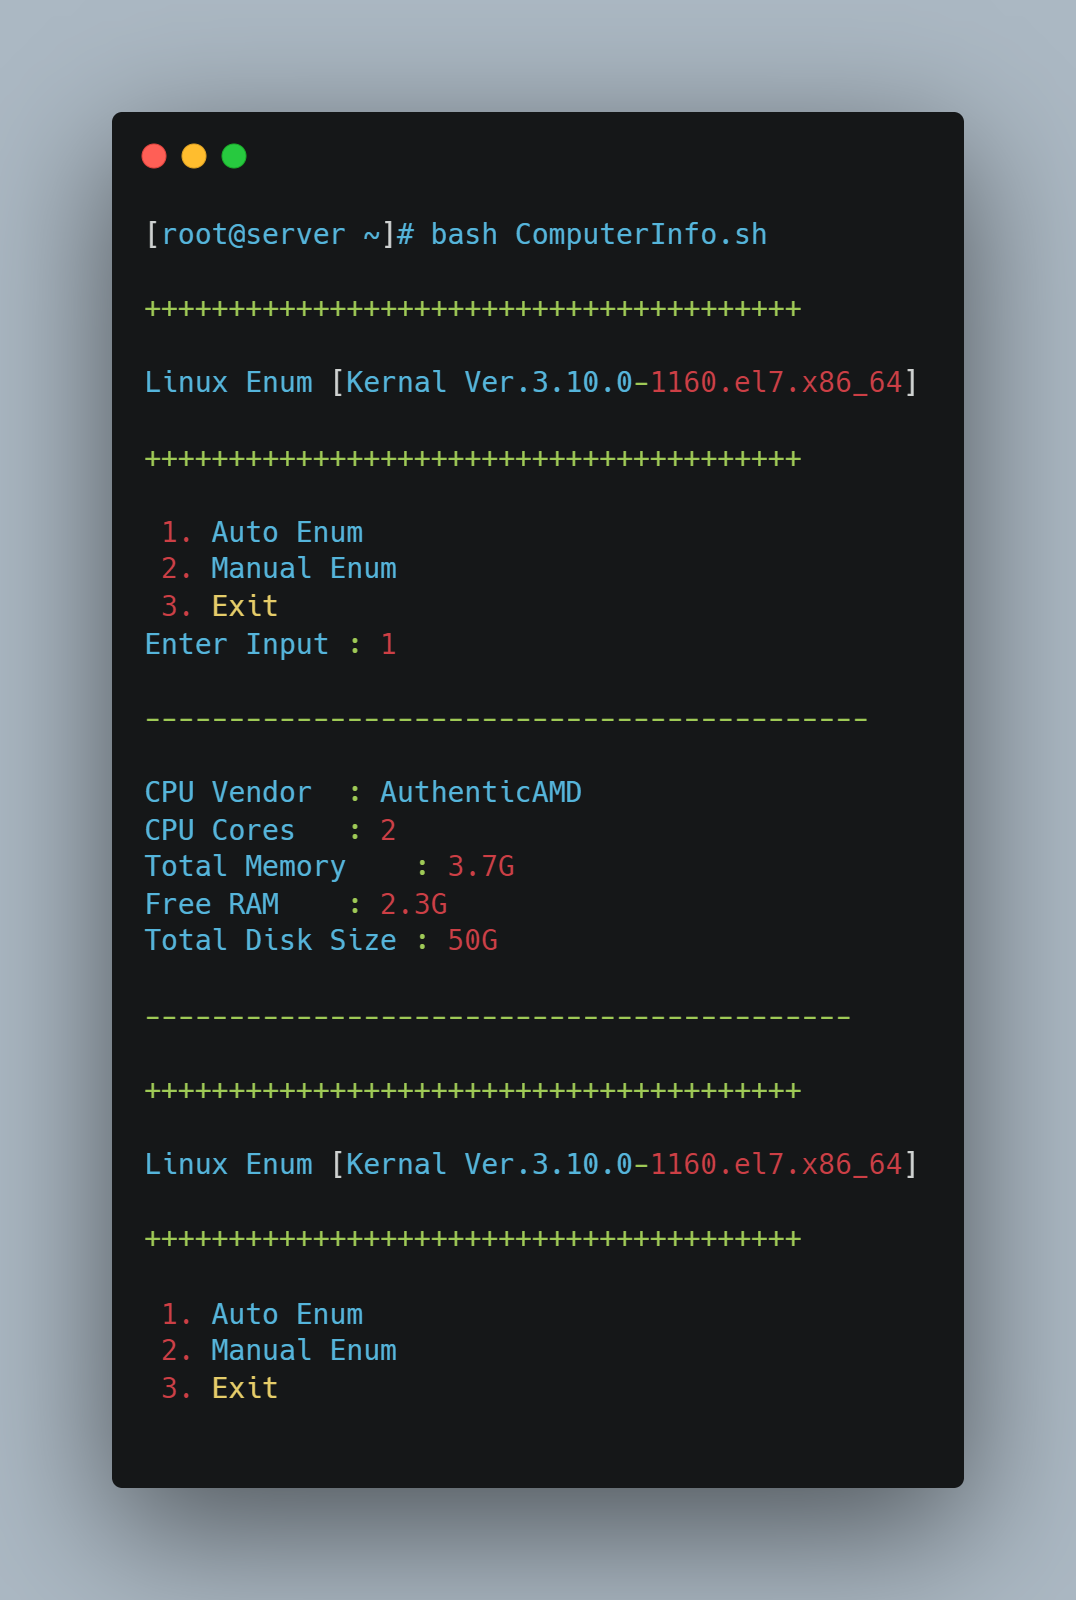 [root@server ~]# bash ComputerInfo.sh
+++++++++++++++++++++++++++++++++++++++
Linux Enum [Kernal Ver.3.10.0-1160.el7.x86_64]
+++++++++++++++++++++++++++++++++++++++
1. Auto Enum
2. Manual Enum
3. Exit
Enter Input : 1
-------------------------------------------
CPU Vendor  : AuthenticAMD
CPU Cores   : 2
Total Memory    : 3.7G
Free RAM    : 2.3G
Total Disk Size : 50G
------------------------------------------
+++++++++++++++++++++++++++++++++++++++
Linux Enum [Kernal Ver.3.10.0-1160.el7.x86_64]
+++++++++++++++++++++++++++++++++++++++
1. Auto Enum
2. Manual Enum
3. Exit